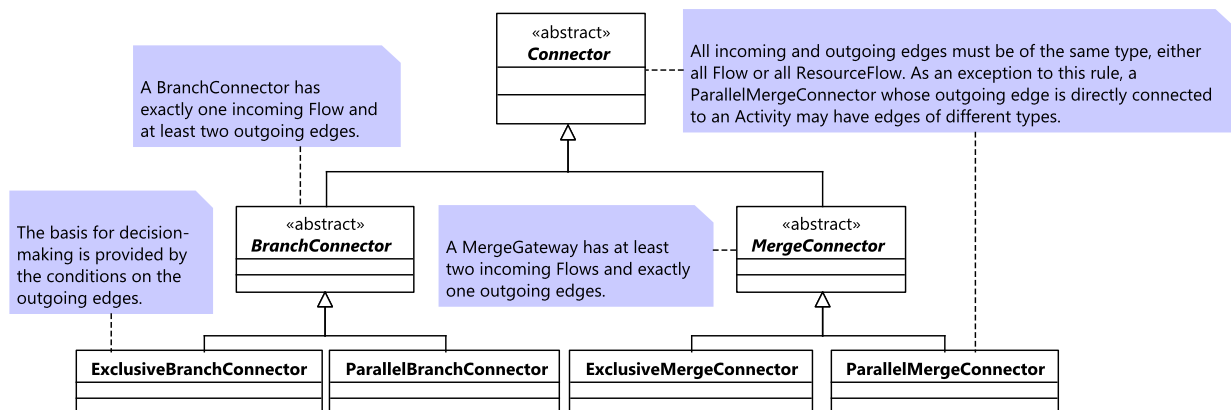 «abstract»
Connector
All incoming and outgoing edges must be of the same type, either
all Flow or all ResourceFlow. As an exception to this rule, a
ParallelMergeConnector whose outgoing edge is directly connected
to an Activity may have edges of different types.
A BranchConnector has
exactly one incoming Flow and
at least two outgoing edges.
The basis for decision-
making is provided by
the conditions on the
outgoing edges.
«abstract»
BranchConnector
A MergeGateway has at least
two incoming Flows and exactly
one outgoing edges.
«abstract»
MergeConnector
ExclusiveBranchConnector
ParallelBranchConnector
ExclusiveMergeConnector
ParallelMergeConnector